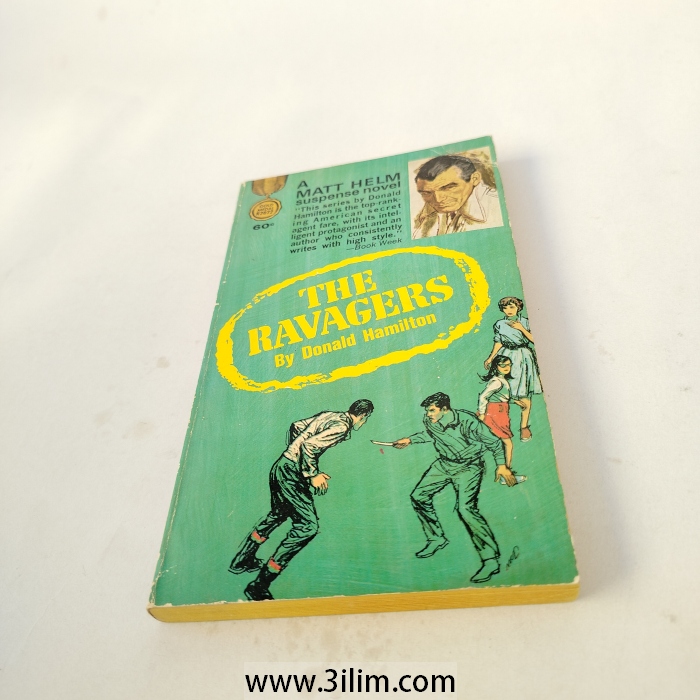 A
MATT HELM
suspense novel
"This series by Donald
Hamilton is the top-rank-
ing American secret
agent fare, with its intel-
ligent protagonist and an
author who consistently
writes with high style."
—Book Week
60¢
THE
RAVAGERS
By Donald Hamilton
www.3ilim.com